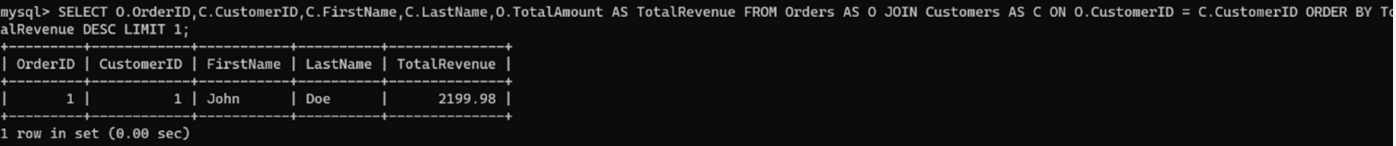 mysql> SELECT O.OrderID,C.CustomerID,C.FirstName,C.LastName,O.TotalAmount AS TotalRevenue FROM Orders AS O JOIN Customers AS C ON O.CustomerID = C.CustomerID ORDER BY To
alRevenue DESC LIMIT 1;
+---------+------------+-----------+----------+--------------+
| OrderID | CustomerID | FirstName | LastName | TotalRevenue |
+---------+------------+-----------+----------+--------------+
|       1 |          1 | John      | Doe      |      2199.98 |
+---------+------------+-----------+----------+--------------+
1 row in set (0.00 sec)